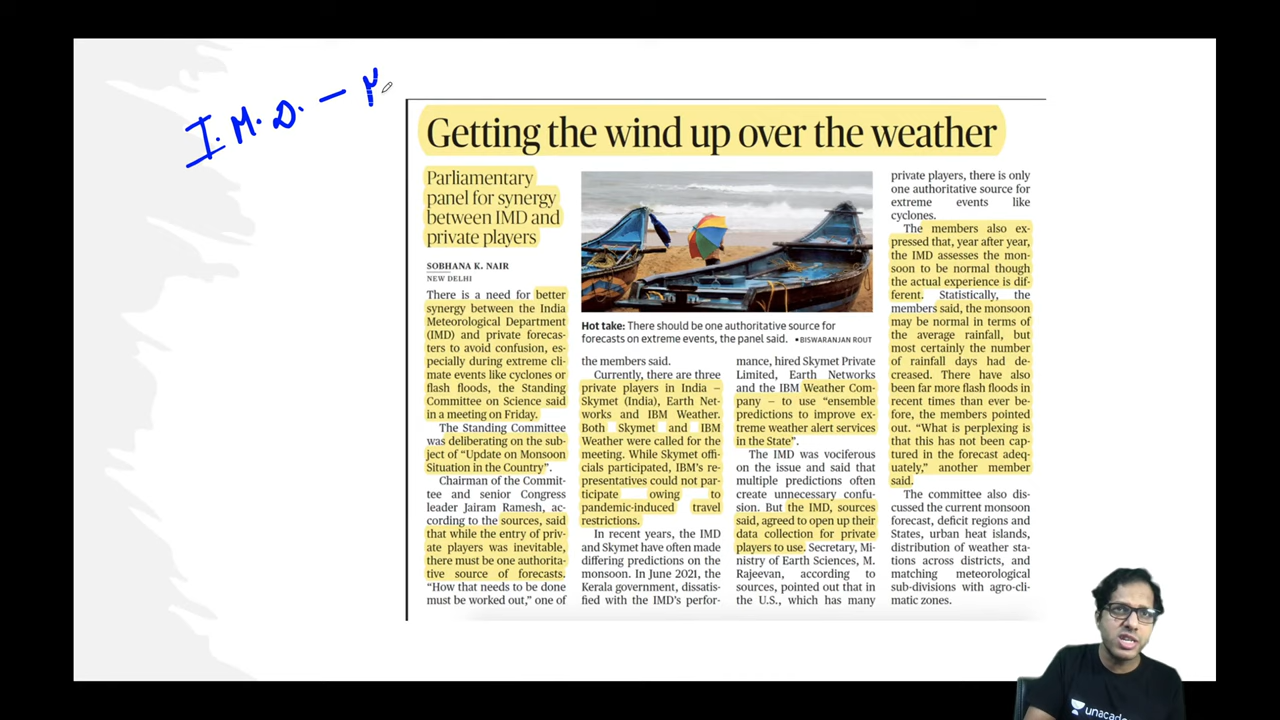 I.M.D. –
Getting the wind up over the weather
Parliamentary
panel for synergy
between IMD and
private players
SOBHANA K. NAIR
NEW DELHI
There is a need for better
synergy between the India
Meteorological Department
(IMD) and private forecas-
ters to avoid confusion, es-
pecially during extreme cli-
mate events like cyclones or
flash floods, the Standing
Committee on Science said
in a meeting on Friday.
The Standing Committee
was deliberating on the sub-
ject of “Update on Monsoon
Situation in the Country”.
Chairman of the Commit-
tee and senior Congress
leader Jairam Ramesh, ac-
cording to the sources, said
that while the entry of priv-
ate players was inevitable,
there must be one authorita-
tive source of forecasts.
“How that needs to be done
must be worked out,” one of
Hot take: There should be one authoritative source for
forecasts on extreme events, the panel said. •BISWARANJAN ROUT
the members said.
Currently, there are three
private players in India –
Skymet (India), Earth Net-
works and IBM Weather.
Both Skymet and IBM
Weather were called for the
meeting. While Skymet offi-
cials participated, IBM’s re-
presentatives could not par-
ticipate owing to
pandemic-induced travel
restrictions.
In recent years, the IMD
and Skymet have often made
differing predictions on the
monsoon. In June 2021, the
Kerala government, dissatis-
fied with the IMD’s perfor-
mance, hired Skymet Private
Limited, Earth Networks
and the IBM Weather Com-
pany – to use “ensemble
predictions to improve ex-
treme weather alert services
in the State”.
The IMD was vociferous
on the issue and said that
multiple predictions often
create unnecessary confu-
sion. But the IMD, sources
said, agreed to open up their
data collection for private
players to use. Secretary, Mi-
nistry of Earth Sciences, M.
Rajeevan, according to
sources, pointed out that in
the U.S., which has many
private players, there is only
one authoritative source for
extreme events like
cyclones.
The members also ex-
pressed that, year after year,
the IMD assesses the mon-
soon to be normal though
the actual experience is dif-
ferent. Statistically, the
members said, the monsoon
may be normal in terms of
the average rainfall, but
most certainly the number
of rainfall days had de-
creased. There have also
been far more flash floods in
recent times than ever be-
fore, the members pointed
out. “What is perplexing is
that this has not been cap-
tured in the forecast adeq-
uately,” another member
said.
The committee also dis-
cussed the current monsoon
forecast, deficit regions and
States, urban heat islands,
distribution of weather sta-
tions across districts, and
matching meteorological
sub-divisions with agro-cli-
matic zones.
unacade